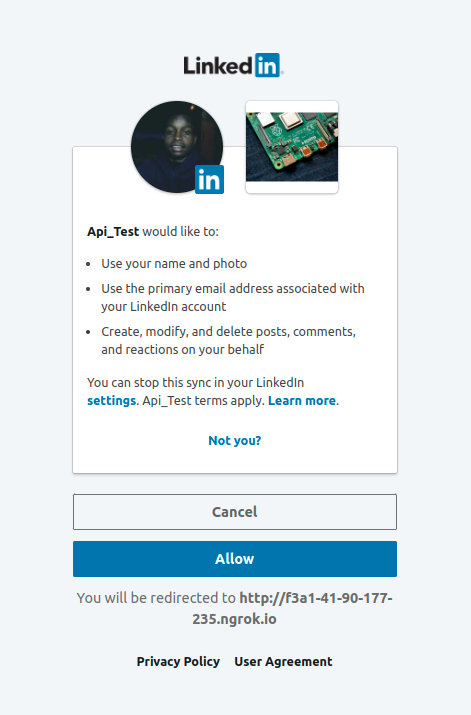 Linked in
in
Api_Test would like to:
• Use your name and photo
• Use the primary email address associated with
your LinkedIn account
• Create, modify, and delete posts, comments,
and reactions on your behalf
You can stop this sync in your LinkedIn
settings. Api_Test terms apply. Learn more.
Not you?
Cancel
Allow
You will be redirected to http://f3a1-41-90-177-
235.ngrok.io
Privacy Policy User Agreement